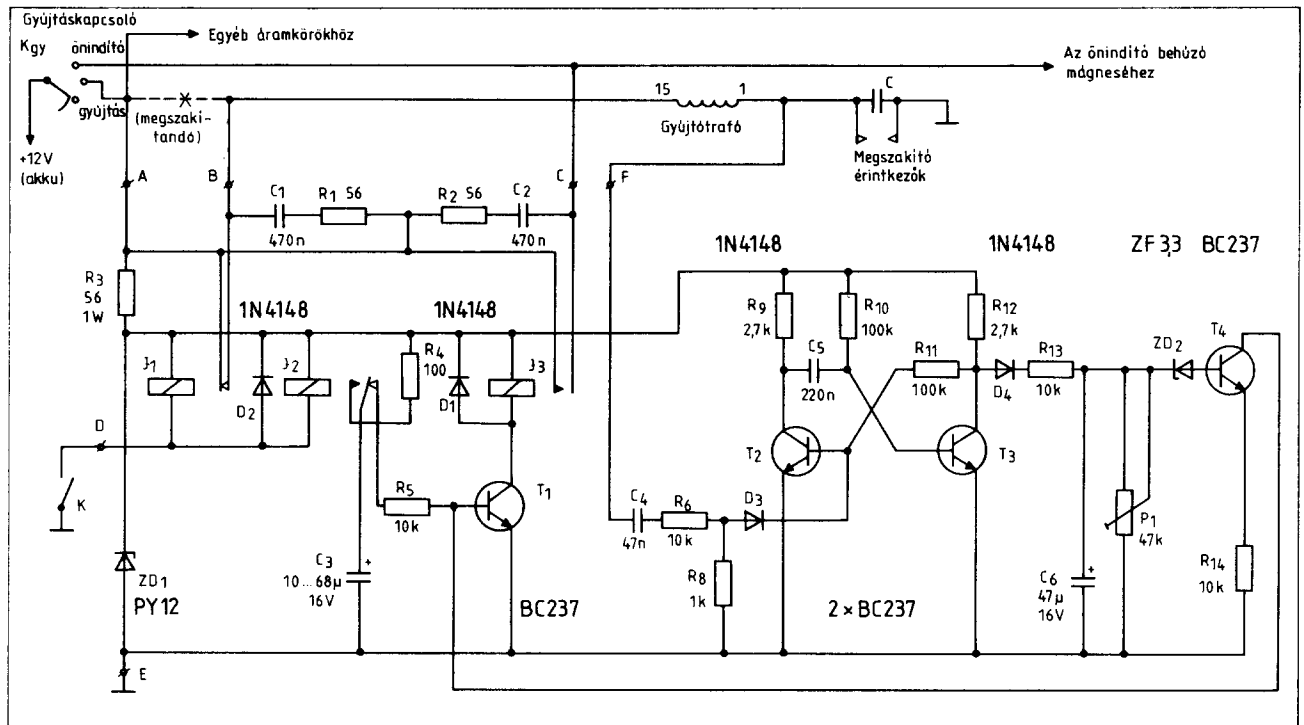 Gyújtáskapcsoló
Kgy
önindító
Egyéb áramkörökhöz
Az önindító behúzó
mágneséhez
gyújtás
(megszakí-
tandó)
+12V
(akku)
15
1
Gyújtótrafó
C
Megszakító
érintkezők
A
B
C
F
C1
470n
R1 56
R2 56
C2
470n
R3
56
1W
1N4148
1N4148
1N4148
1N4148
ZF 3,3
BC237
J1
D2
J2
R4
100
D1
J3
R9
2,7k
R10
100k
C5
220n
R11
100k
R12
2,7k
D4
R13
10k
ZD2
T4
D
K
R5
10k
T1
T2
T3
C4
47n
R6
10k
D3
R8
1k
P1
47k
C3
10...68µ
16V
+
ZD1
PY12
BC237
2×BC237
C6
47µ
16V
+
R14
10k
E